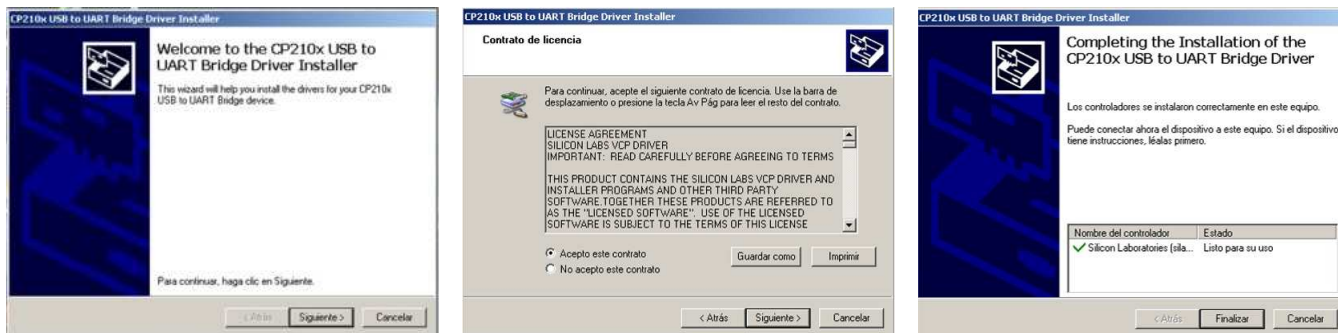 CP210x USB to UART Bridge Driver Installer
Welcome to the CP210x USB to
UART Bridge Driver Installer
This wizard will help you install the drivers for your CP210x
USB to UART Bridge device.
Para continuar, haga clic en Siguiente.
< Atrás
Siguiente >
Cancelar
CP210x USB to UART Bridge Driver Installer
Contrato de licencia
Para continuar, acepte el siguiente contrato de licencia. Use la barra de
desplazamiento o presione la tecla Av Pág para leer el resto del contrato.
LICENSE AGREEMENT
SILICON LABS VCP DRIVER
IMPORTANT: READ CAREFULLY BEFORE AGREEING TO TERMS
THIS PRODUCT CONTAINS THE SILICON LABS VCP DRIVER AND
INSTALLER PROGRAMS AND OTHER THIRD PARTY
SOFTWARE.TOGETHER THESE PRODUCTS ARE REFERRED TO
AS THE "LICENSED SOFTWARE". USE OF THE LICENSED
SOFTWARE IS SUBJECT TO THE TERMS OF THIS LICENSE
Acepto este contrato
No acepto este contrato
Guardar como
Imprimir
< Atrás
Siguiente >
Cancelar
CP210x USB to UART Bridge Driver Installer
Completing the Installation of the
CP210x USB to UART Bridge Driver
Los controladores se instalaron correctamente en este equipo.
Puede conectar ahora el dispositivo a este equipo. Si el dispositivo
tiene instrucciones, léalas primero.
Nombre del controlador Estado
Silicon Laboratories (sila... Listo para su uso
< Atrás
Finalizar
Cancelar